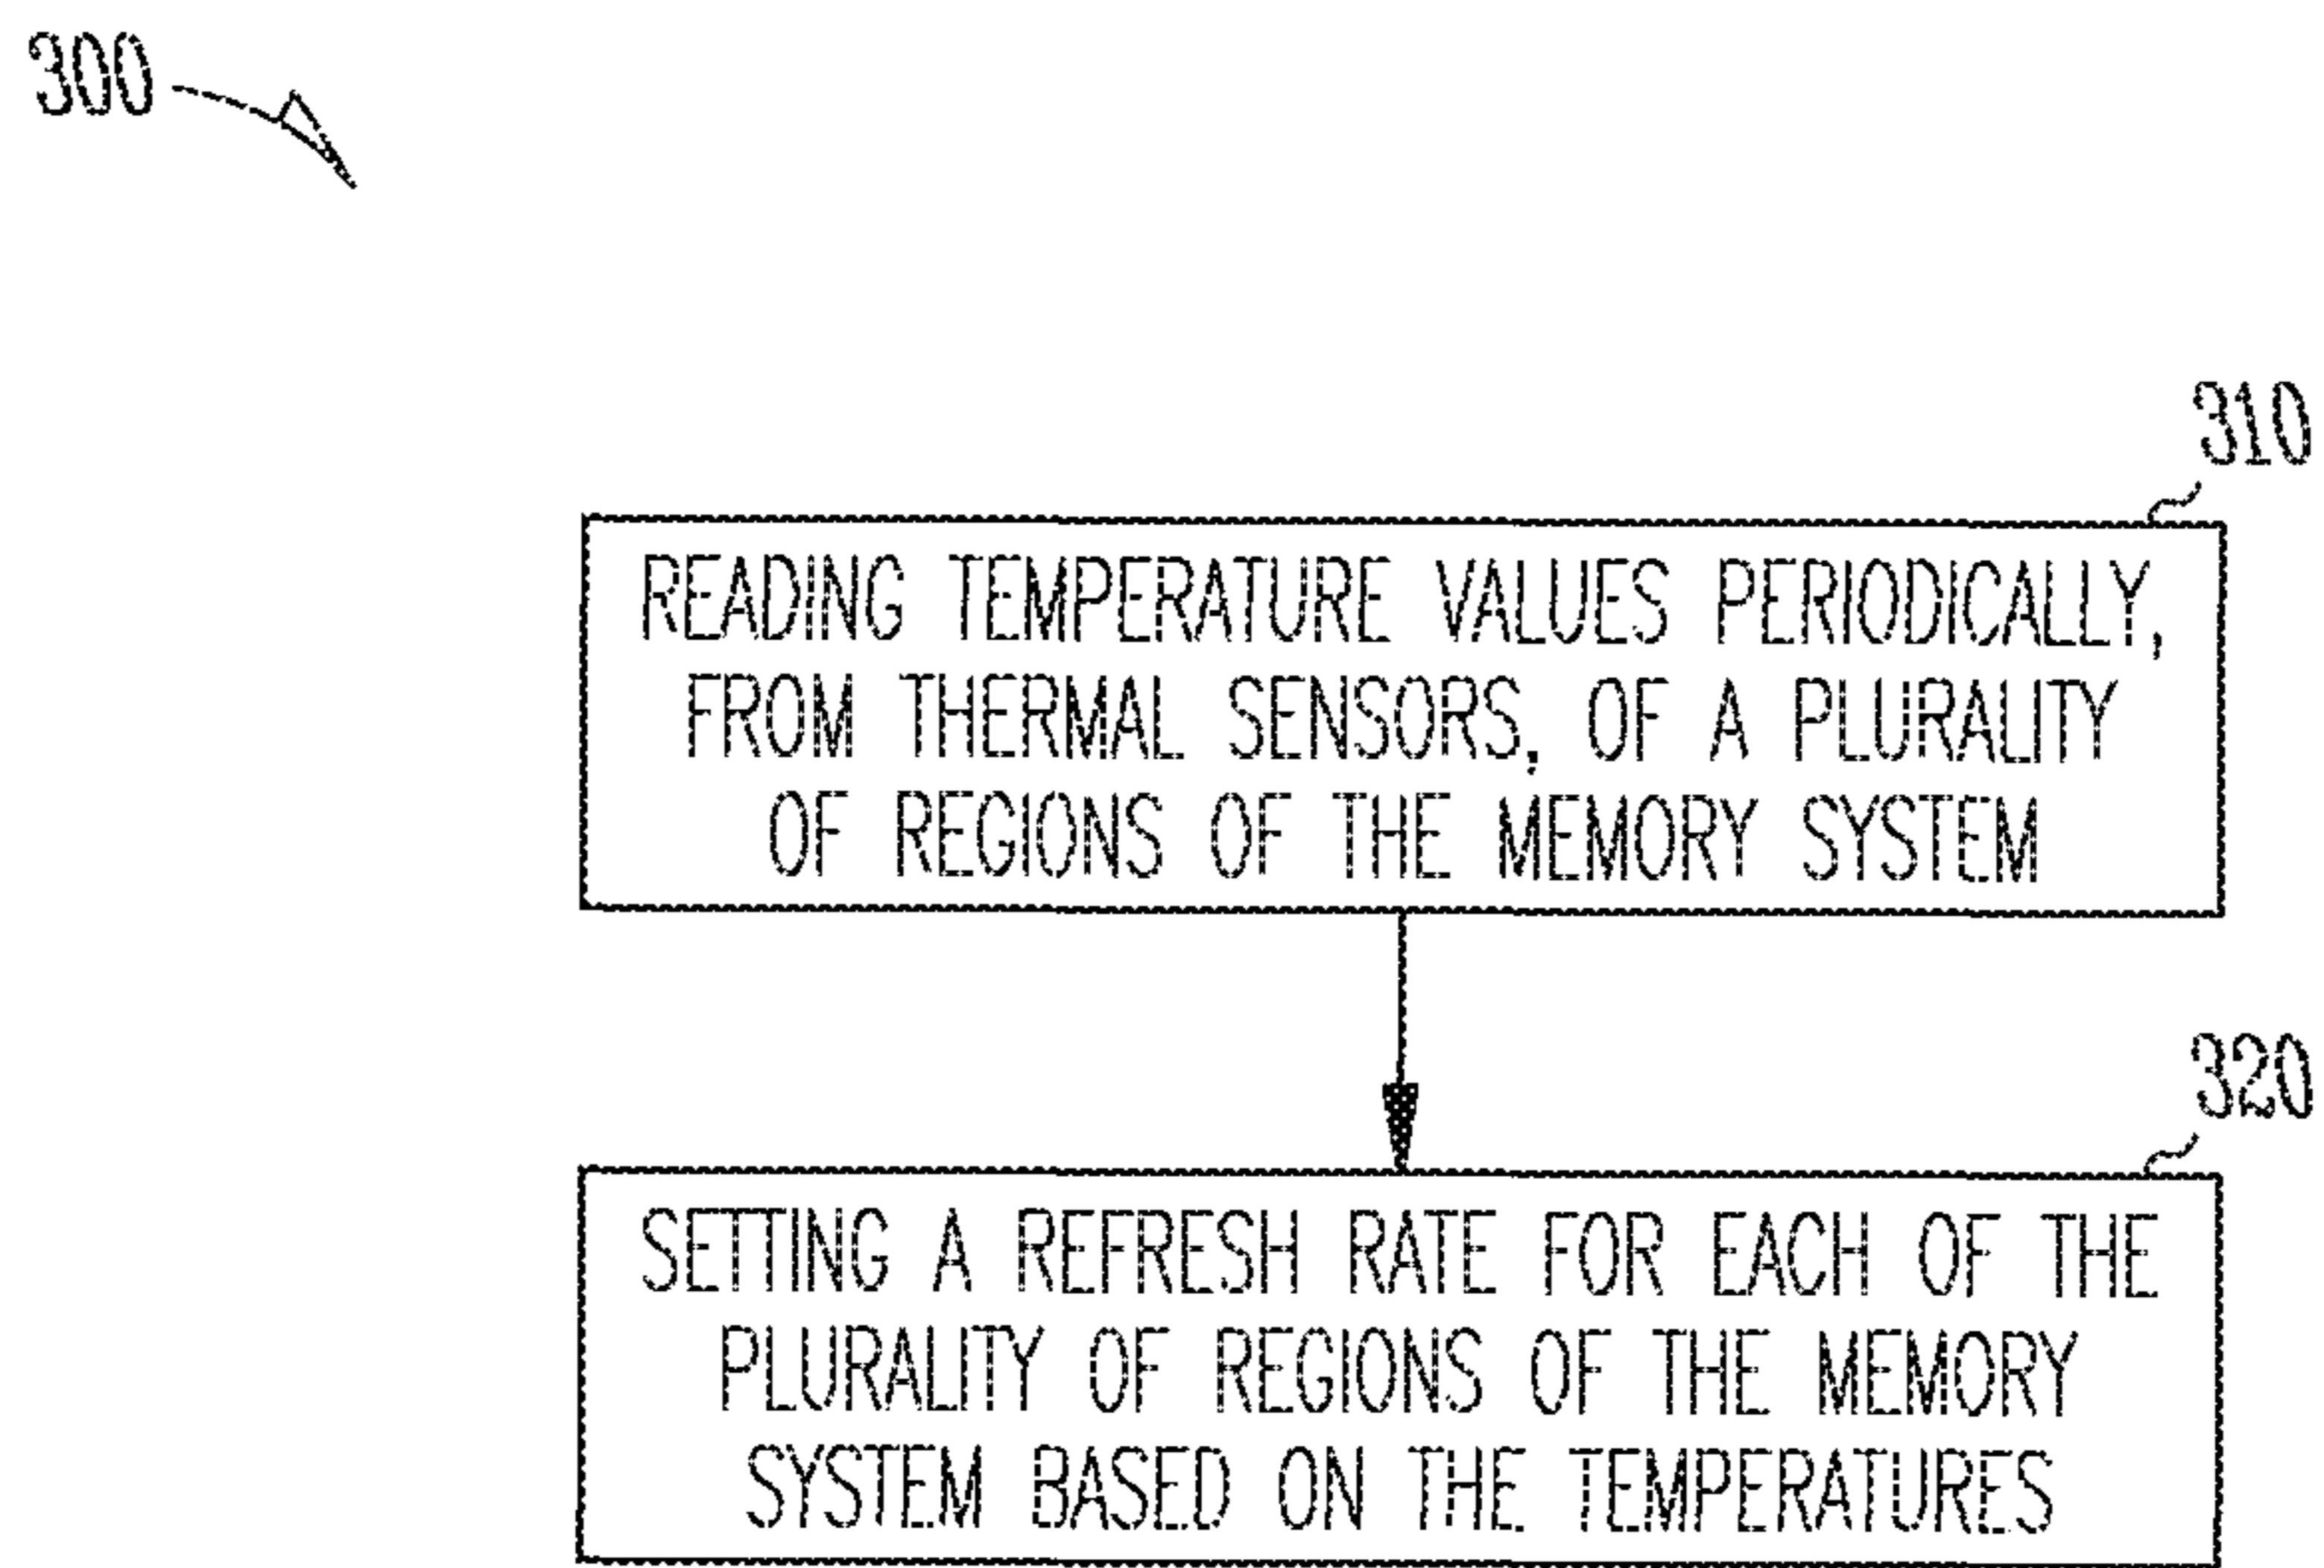 300
310
READING TEMPERATURE VALUES PERIODICALLY,
FROM THERMAL SENSORS, OF A PLURALITY
OF REGIONS OF THE MEMORY SYSTEM
320
SETTING A REFRESH RATE FOR EACH OF THE
PLURALITY OF REGIONS OF THE MEMORY
SYSTEM BASED ON THE TEMPERATURES